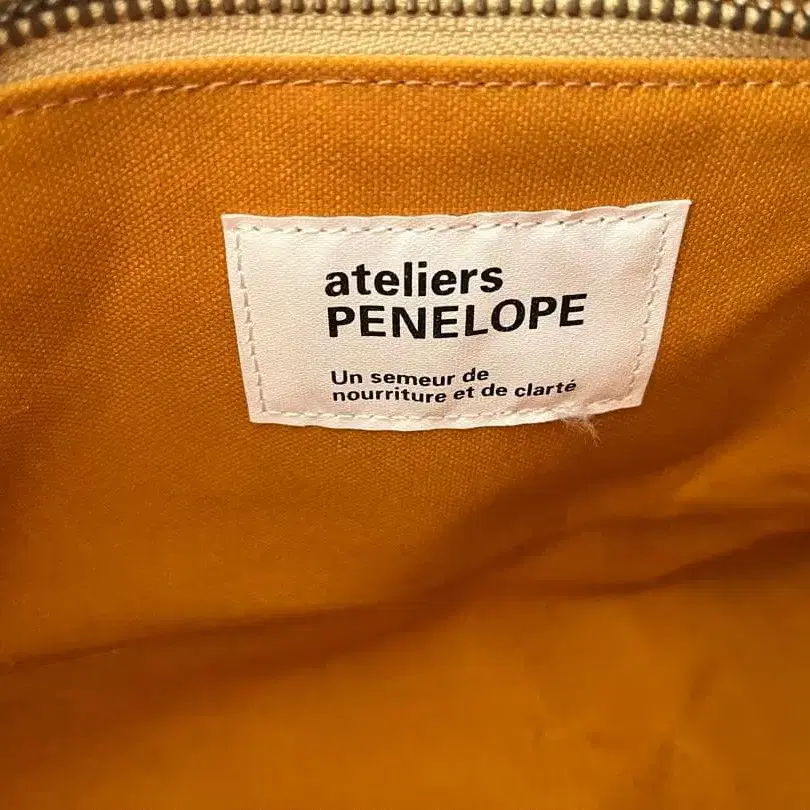 ateliers
PENELOPE
Un semeur de
nourriture et de clarté